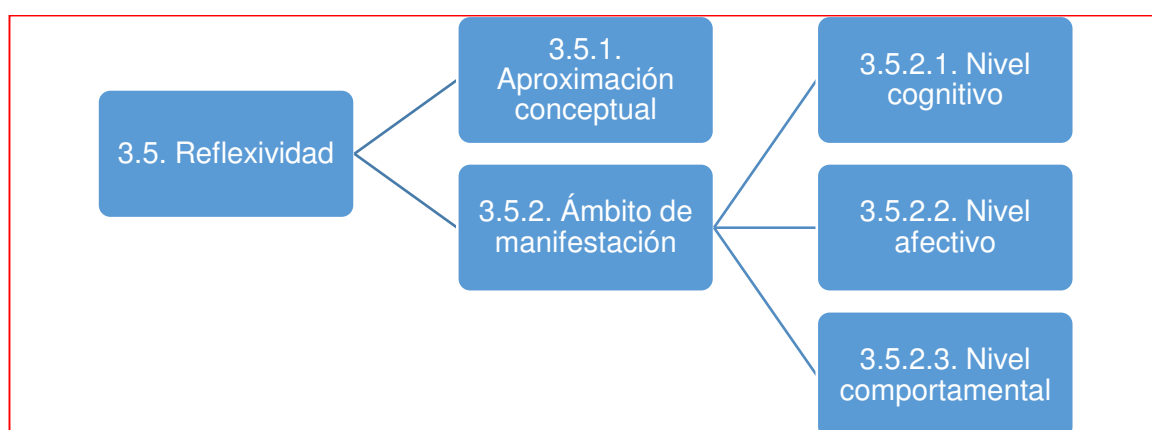 3.5. Reflexividad
3.5.1.
Aproximación
conceptual
3.5.2. Ámbito de
manifestación
3.5.2.1. Nivel
cognitivo
3.5.2.2. Nivel
afectivo
3.5.2.3. Nivel
comportamental